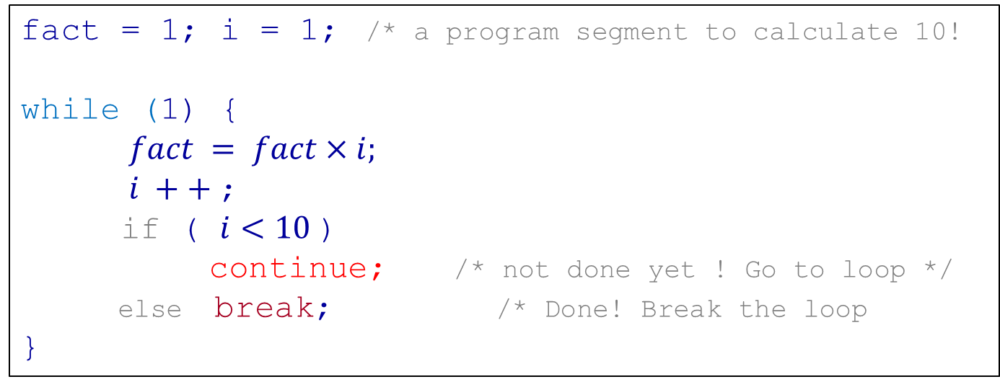 fact = 1; i = 1; /* a program segment to calculate 10!
while (1) {
fact = fact × i;
i ++ ;
if ( i < 10 )
continue; /* not done yet ! Go to loop */
else break; /* Done! Break the loop
}